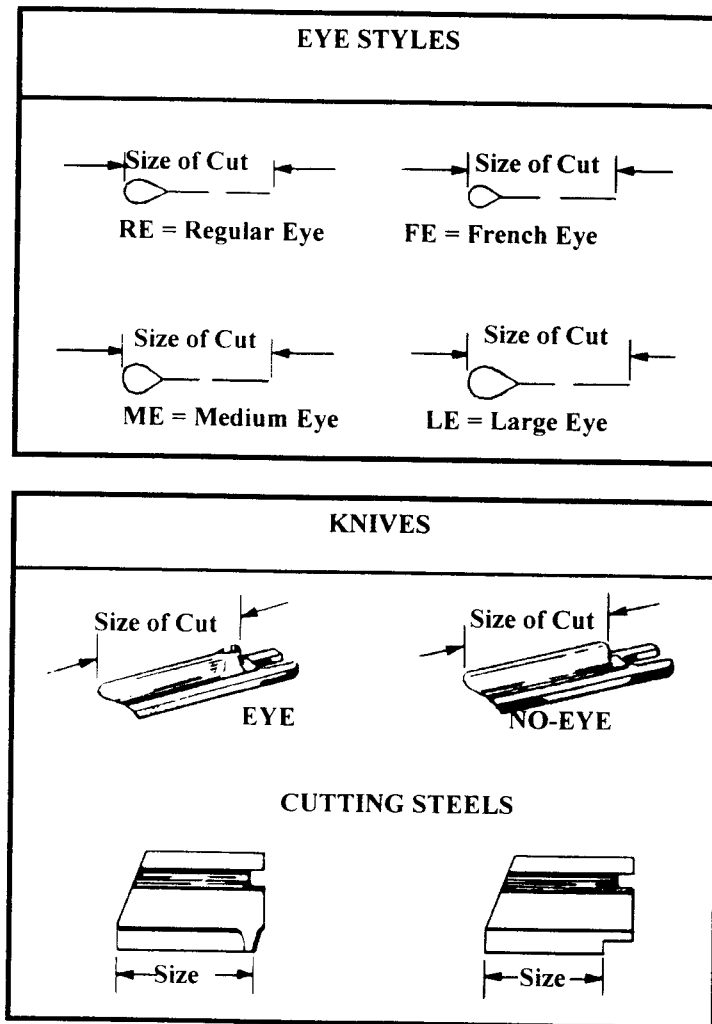 EYE STYLES
Size of Cut
Size of Cut
RE = Regular Eye
FE = French Eye
Size of Cut
Size of Cut
ME = Medium Eye
LE = Large Eye
KNIVES
Size of Cut
Size of Cut
EYE
NO-EYE
CUTTING STEELS
Size
Size